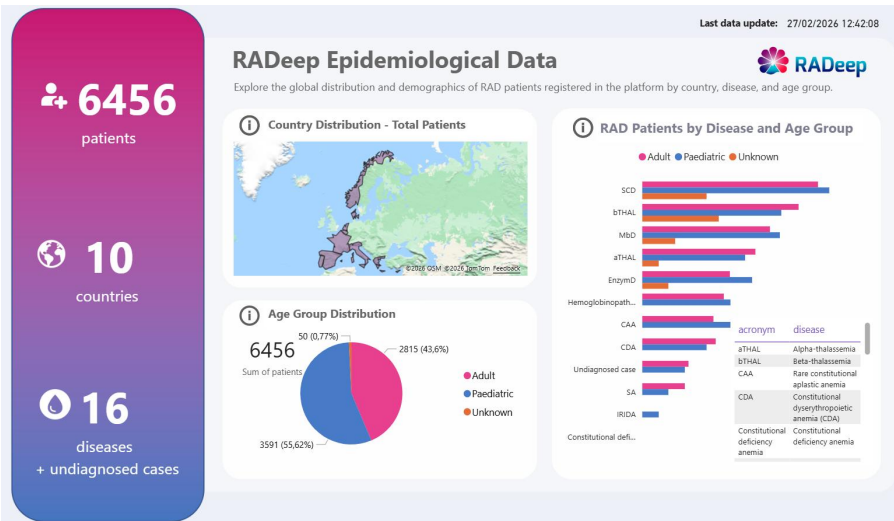 Last data update: 27/02/2026 12:42:08
RADeep Epidemiological Data
RADeep
Explore the global distribution and demographics of RAD patients registered in the platform by country, disease, and age group.
6456
patients
10
countries
16
diseases
+ undiagnosed cases
Country Distribution - Total Patients
©2026 OSM ©2026 TomTom Feedback
Age Group Distribution
6456
Sum of patients
50 (0,77%)
2815 (43,6%)
3591 (55,62%)
Adult
Paediatric
Unknown
RAD Patients by Disease and Age Group
Adult Paediatric Unknown
SCD
bTHAL
MbD
aTHAL
EnzymD
Hemoglobinopath...
CAA
CDA
Undiagnosed case
SA
IRIDA
Constitutional defi...
acronym disease
aTHAL Alpha-thalassemia
bTHAL Beta-thalassemia
CAA Rare constitutional
aplastic anemia
CDA Constitutional
dyserythropoietic
anemia (CDA)
Constitutional Constitutional
deficiency deficiency anemia
anemia